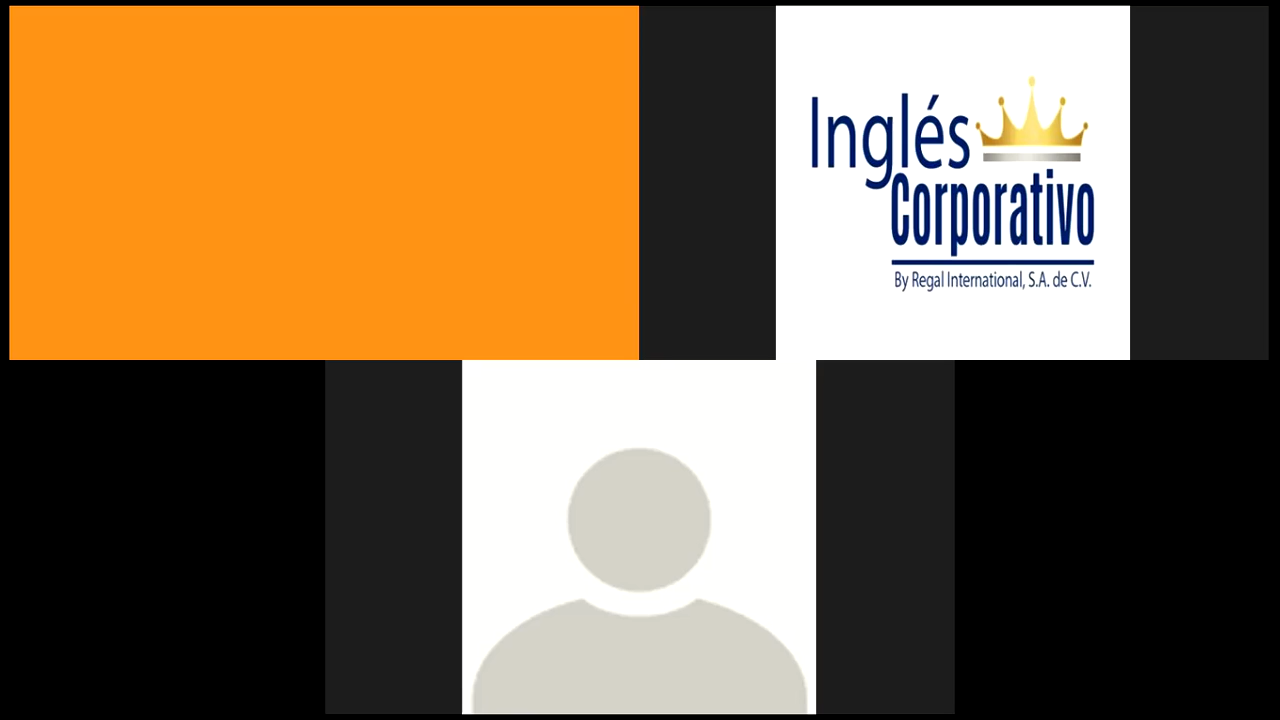 Inglés
Corporativo
By Regal International, S.A. de C.V.